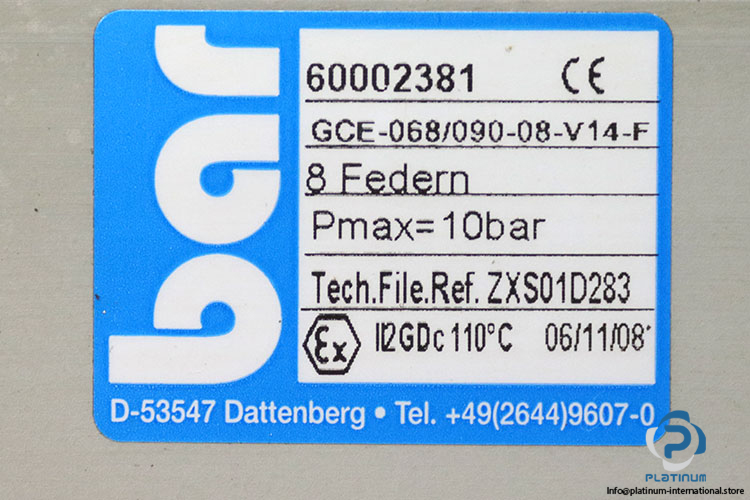 bar
60002381 CE
GCE-068/090-08-V14-F
8 Federn
Pmax=10bar
Tech.File.Ref. ZXS01D283
Ex II2GDc 110°C 06/11/08
D-53547 Dattenberg • Tel. +49(2644)9607-0
PLATINUM
Info@platinum-international.store